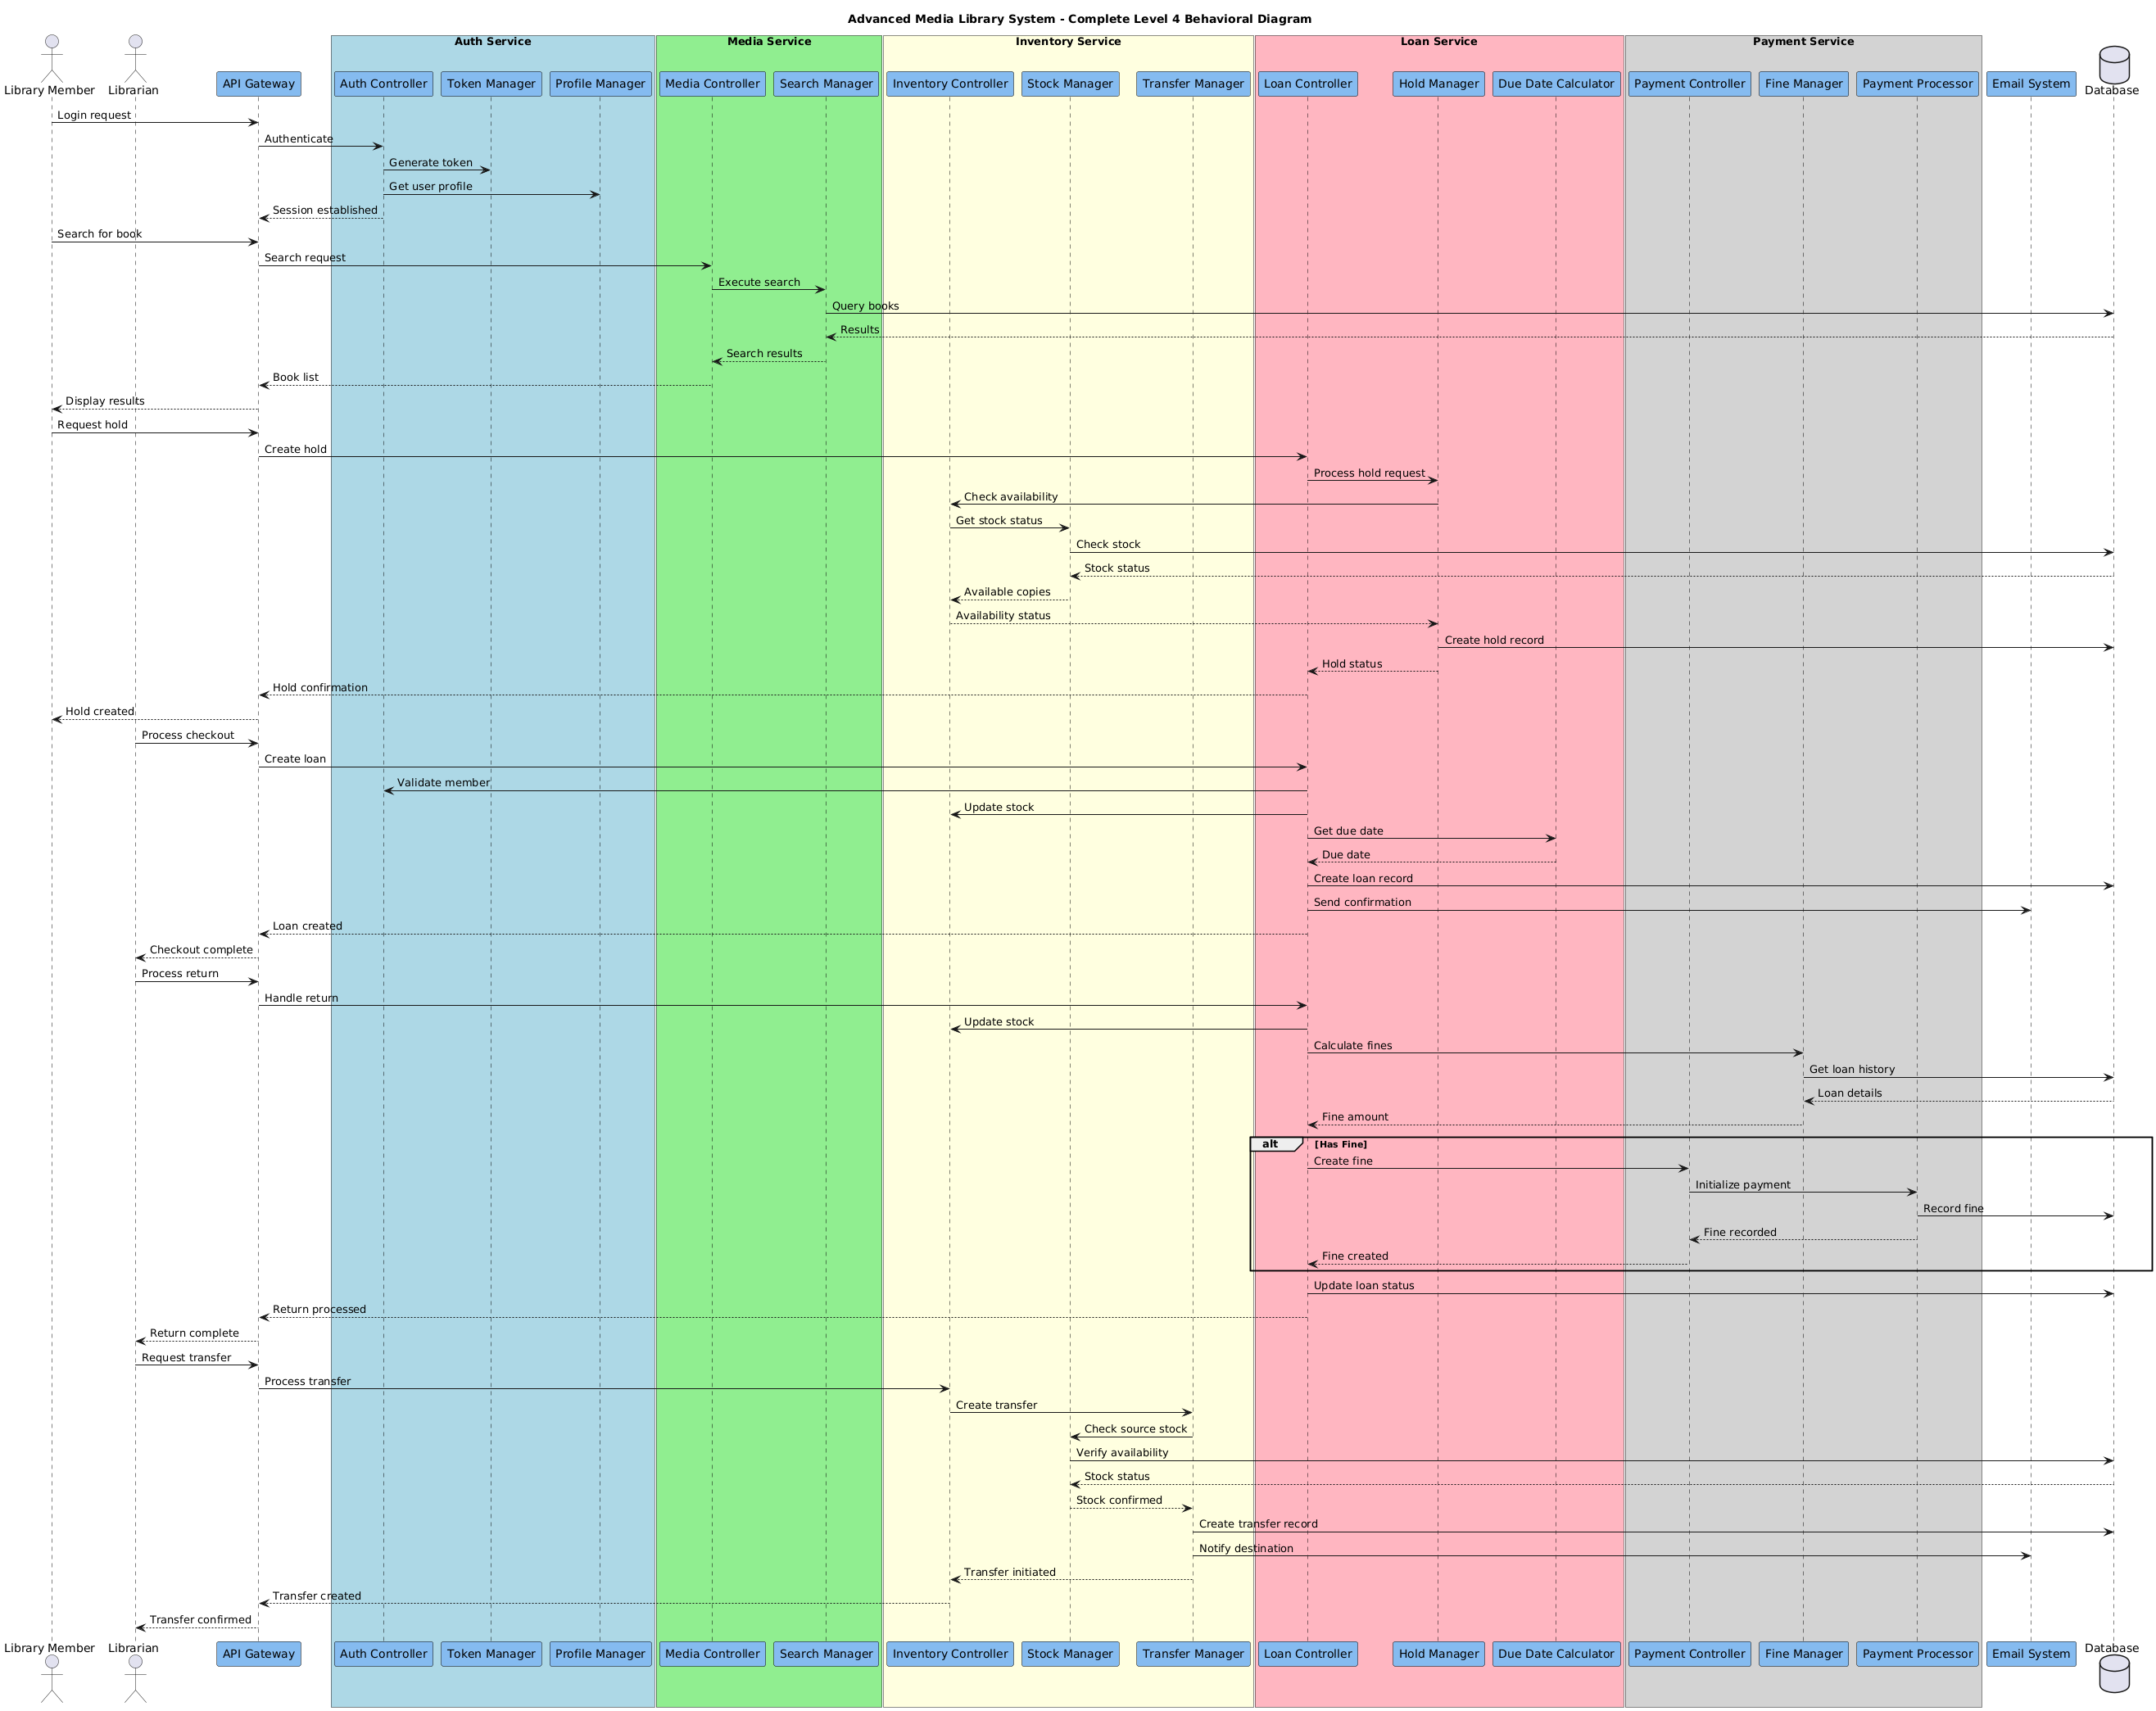 Advanced Media Library System - Complete Level 4 Behavioral Diagram
Auth Service
Media Service
Inventory Service
Loan Service
Payment Service
Library Member
Librarian
API Gateway
Auth Controller
Token Manager
Profile Manager
Media Controller
Search Manager
Inventory Controller
Stock Manager
Transfer Manager
Loan Controller
Hold Manager
Due Date Calculator
Payment Controller
Fine Manager
Payment Processor
Email System
Database
Login request
Authenticate
Generate token
Get user profile
Session established
Search for book
Search request
Execute search
Query books
Results
Search results
Book list
Display results
Request hold
Create hold
Process hold request
Check availability
Get stock status
Check stock
Stock status
Available copies
Availability status
Create hold record
Hold status
Hold confirmation
Hold created
Process checkout
Create loan
Validate member
Update stock
Get due date
Due date
Create loan record
Send confirmation
Loan created
Checkout complete
Process return
Handle return
Update stock
Calculate fines
Get loan history
Loan details
Fine amount
alt [Has Fine]
Create fine
Initialize payment
Record fine
Fine recorded
Fine created
Update loan status
Return processed
Return complete
Request transfer
Process transfer
Create transfer
Check source stock
Verify availability
Stock status
Stock confirmed
Create transfer record
Notify destination
Transfer initiated
Transfer created
Transfer confirmed
Library Member
Librarian
API Gateway
Auth Controller
Token Manager
Profile Manager
Media Controller
Search Manager
Inventory Controller
Stock Manager
Transfer Manager
Loan Controller
Hold Manager
Due Date Calculator
Payment Controller
Fine Manager
Payment Processor
Email System
Database